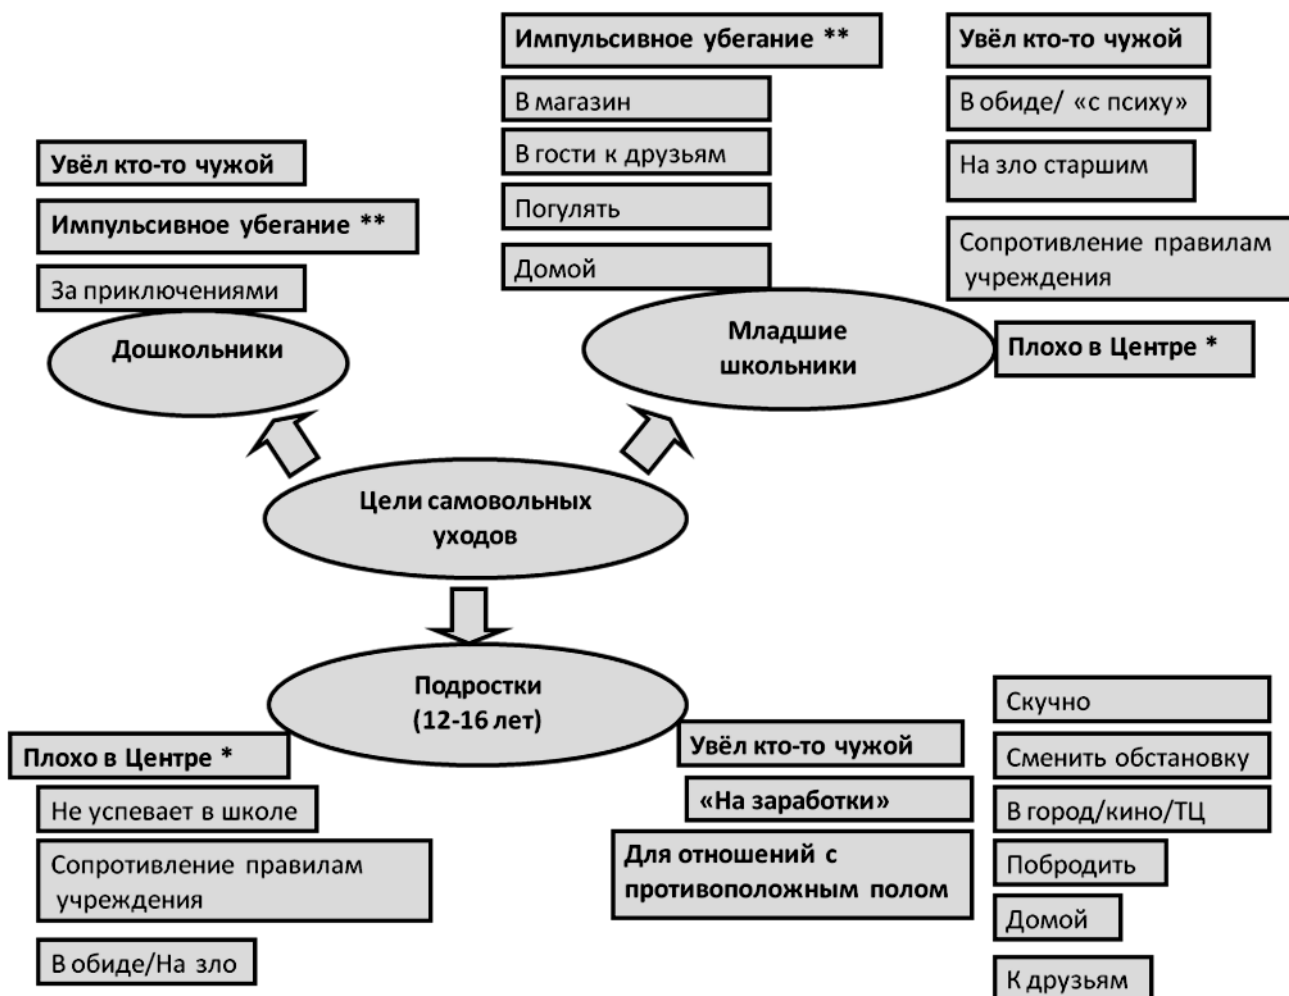 Импульсивное убегание **
В магазин
В гости к друзьям
Погулять
Домой
Увёл кто-то чужой
В обиде/ «с психу»
На зло старшим
Сопротивление правилам
учреждения
Плохо в Центре *
Младшие
школьники
Увёл кто-то чужой
Импульсивное убегание **
За приключениями
Дошкольники
Цели самовольных
уходов
Подростки
(12-16 лет)
Плохо в Центре *
Не успевает в школе
Сопротивление правилам
учреждения
В обиде/На зло
Увёл кто-то чужой
«На заработки»
Для отношений с
противоположным полом
Скучно
Сменить обстановку
В город/кино/ТЦ
Побродить
Домой
К друзьям